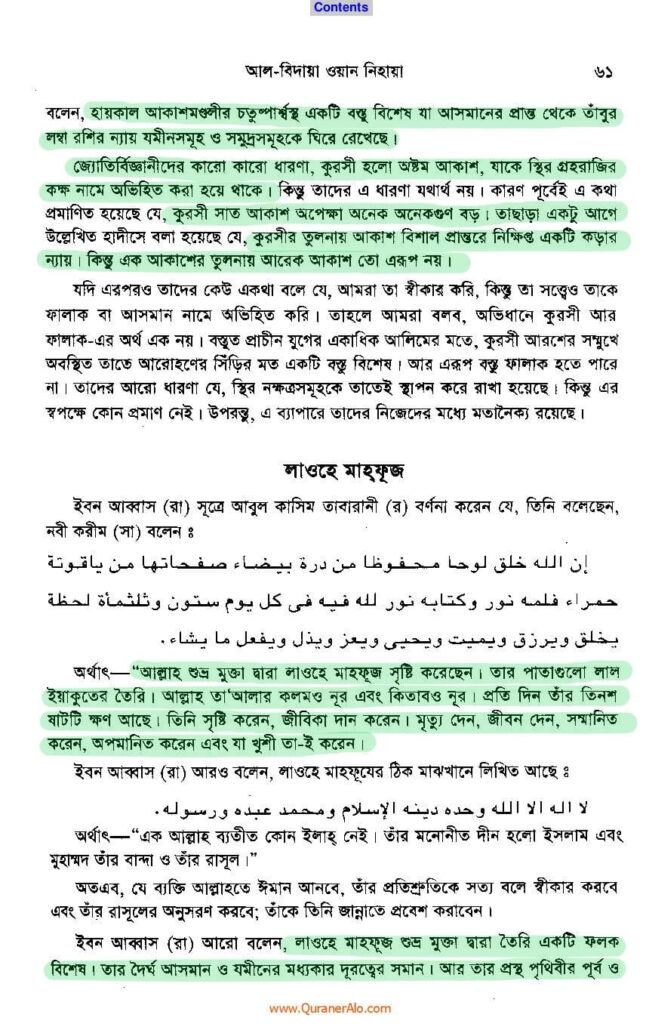 Contents
আল-বিদায়া ওয়ান নিহায়া ৬১
বলেন, হায়কাল আকাশমণ্ডলীর চতুষ্পার্শ্বস্থ একটি বস্তু বিশেষ যা আসমানের প্রান্ত থেকে তাঁবুর
লম্বা রশির ন্যায় যমীনসমূহ ও সমুদ্রসমূহকে ঘিরে রেখেছে।
জ্যোতির্বিজ্ঞানীদের কারো কারো ধারণা, কুরসী হলো অষ্টম আকাশ, যাকে স্থির গ্রহরাজির
কক্ষ নামে অভিহিত করা হয়ে থাকে। কিন্তু তাদের এ ধারণা যথার্থ নয়। কারণ পূর্বেই এ কথা
প্রমাণিত হয়েছে যে, কুরসী সাত আকাশ অপেক্ষা অনেক অনেকগুণ বড়। তাছাড়া একটু আগে
উল্লেখিত হাদীসে বলা হয়েছে যে, কুরসীর তুলনায় আকাশ বিশাল প্রান্তরে নিক্ষিপ্ত একটি কড়ার
ন্যায়। কিন্তু এক আকাশের তুলনায় আরেক আকাশ তো এরূপ নয়।
যদি এরপরও তাদের কেউ একথা বলে যে, আমরা তা স্বীকার করি, কিন্তু তা সত্ত্বেও তাকে
ফালাক বা আসমান নামে অভিহিত করি। তাহলে আমরা বলব, অভিধানে কুরসী আর
ফালাক-এর অর্থ এক নয়। বস্তুত প্রাচীন যুগের একাধিক আলিমের মতে, কুরসী আরশের সম্মুখে
অবস্থিত তাতে আরোহণের সিঁড়ির মত একটি বস্তু বিশেষ। আর এরূপ বস্তু ফালাক হতে পারে
না। তাদের আরো ধারণা যে, স্থির নক্ষত্রসমূহকে তাতেই স্থাপন করে রাখা হয়েছে। কিন্তু এর
স্বপক্ষে কোন প্রমাণ নেই। উপরন্তু, এ ব্যাপারে তাদের নিজেদের মধ্যে মতানৈক্য রয়েছে।
লাওহে মাহ্ফূজ
ইবন আব্বাস (রা) সূত্রে আবুল কাসিম তাবারানী (র) বর্ণনা করেন যে, তিনি বলেছেন,
নবী করীম (সা) বলেন ঃ
إن الله خلق لوحا محفوظا من درة بيضاء صفحاتها من ياقوتة
حمراء فلمه نور وكتابه نور لله فيه فى كل يوم ستون وثلثمأة لحظة
يخلق ويرزق ويميت ويحيى ويعز ويذل ويفعل ما يشاء.
অর্থাৎ—“আল্লাহ শুভ্র মুক্তা দ্বারা লাওহে মাহফুজ সৃষ্টি করেছেন। তার পাতাগুলো লাল
ইয়াকুতের তৈরি। আল্লাহ তা'আলার কলমও নূর এবং কিতাবও নূর। প্রতি দিন তাঁর তিনশ
ষাটটি ক্ষণ আছে। তিনি সৃষ্টি করেন, জীবিকা দান করেন। মৃত্যু দেন, জীবন দেন, সম্মানিত
করেন, অপমানিত করেন এবং যা খুশী তা-ই করেন।
ইবন আব্বাস (রা) আরও বলেন, লাওহে মাহফুযের ঠিক মাঝখানে লিখিত আছে ঃ
لا اله الا الله وحده دينه الإسلام ومحمد عبده ورسوله.
অর্থাৎ—“এক আল্লাহ ব্যতীত কোন ইলাহ্ নেই। তাঁর মনোনীত দীন হলো ইসলাম এবং
মুহাম্মদ তাঁর বান্দা ও তাঁর রাসূল।”
অতএব, যে ব্যক্তি আল্লাহতে ঈমান আনবে, তাঁর প্রতিশ্রুতিকে সত্য বলে স্বীকার করবে
এবং তাঁর রাসূলের অনুসরণ করবে; তাঁকে তিনি জান্নাতে প্রবেশ করাবেন।
ইবন আব্বাস (রা) আরো বলেন, লাওহে মাহফূজ শুভ্র মুক্তা দ্বারা তৈরি একটি ফলক
বিশেষ। তার দৈর্ঘ আসমান ও যমীনের মধ্যকার দূরত্বের সমান। আর তার প্রস্থ পৃথিবীর পূর্ব ও
www.QuranerAlo.com